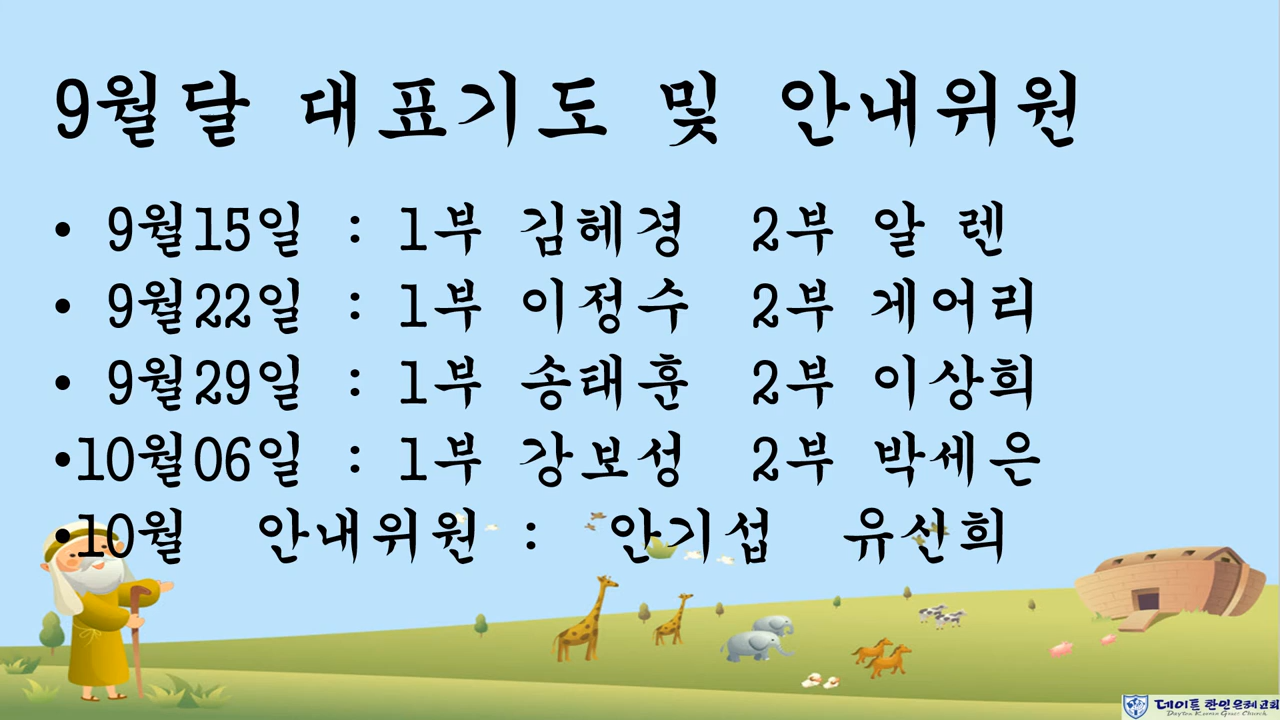 9월달 대표기도 및 안내위원
• 9월15일 : 1부 김혜경 2부 알 렌
• 9월22일 : 1부 이정수 2부 게어리
• 9월29일 : 1부 송태훈 2부 이상희
•10월06일 : 1부 강보성 2부 박세은
•10월 안내위원 : 안기섭 유선희
데이톤 한인은혜교회
Dayton Korean Grace Church